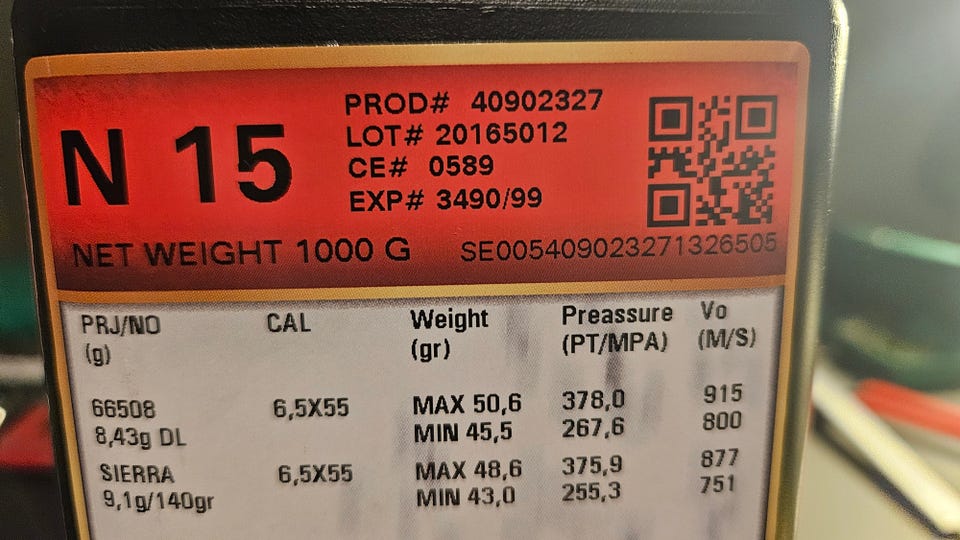 N 15
PROD# 40902327
LOT# 20165012
CE# 0589
EXP# 3490/99
NET WEIGHT 1000 G SE005409023271326505
PRJ/NO CAL Weight Preassure Vo
(g) (gr) (PT/MPA) (M/S)
66508 6,5X55 MAX 50,6 378,0 915
8,43g DL MIN 45,5 267,6 800
SIERRA 6,5X55 MAX 48,6 375,9 877
9,1g/140gr MIN 43,0 255,3 751